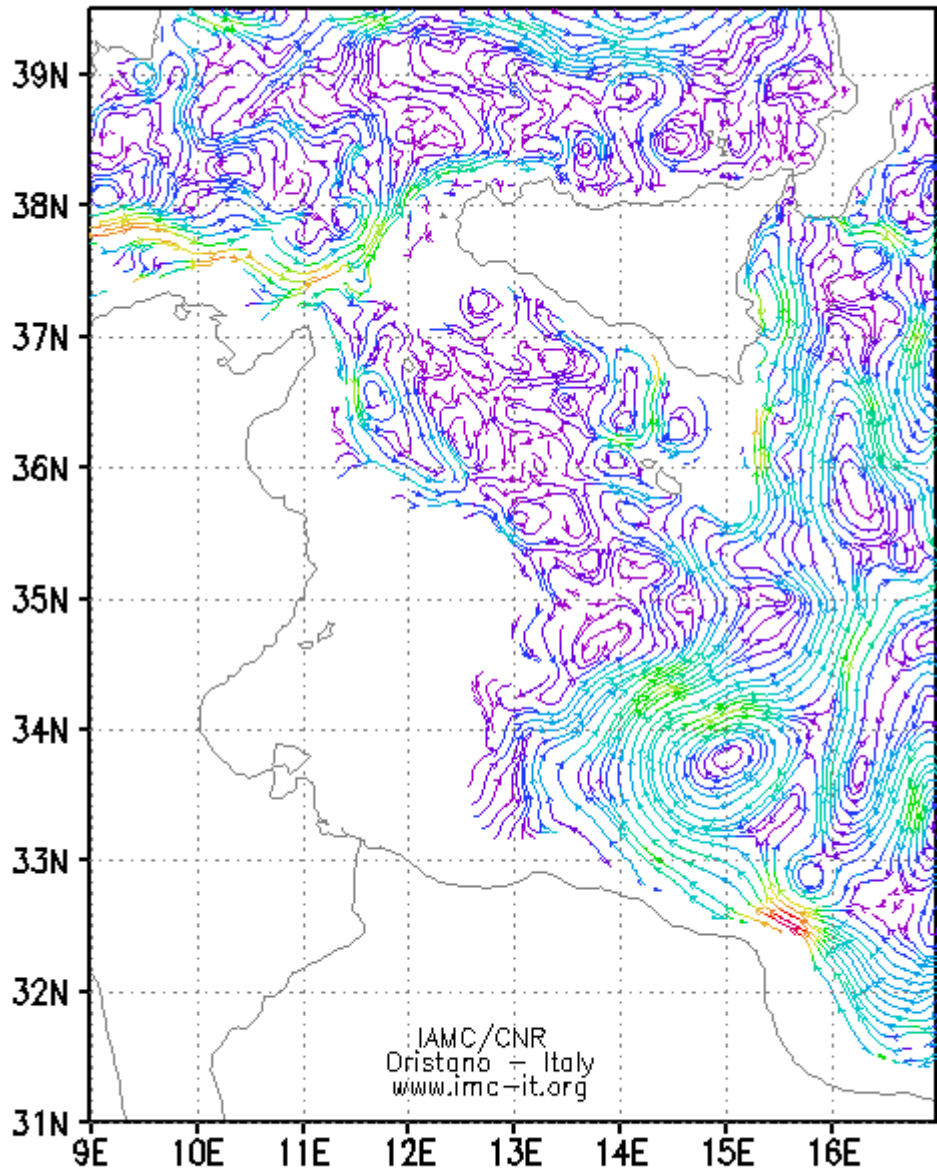 39N
38N
37N
36N
35N
34N
33N
32N
31N
IAMC/CNR
Oristano - Italy
www.imc-it.org
9E 10E 11E 12E 13E 14E 15E 16E